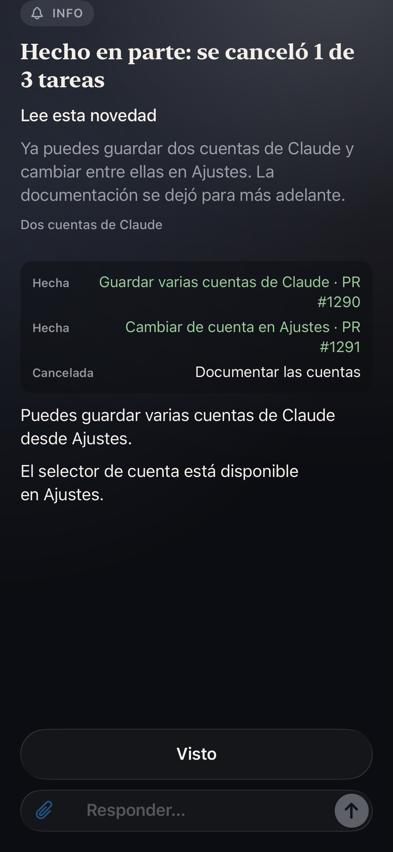 INFO
Hecho en parte: se canceló 1 de
3 tareas
Lee esta novedad
Ya puedes guardar dos cuentas de Claude y
cambiar entre ellas en Ajustes. La
documentación se dejó para más adelante.
Dos cuentas de Claude
Hecha Guardar varias cuentas de Claude · PR
#1290
Hecha Cambiar de cuenta en Ajustes · PR
#1291
Cancelada Documentar las cuentas
Puedes guardar varias cuentas de Claude
desde Ajustes.
El selector de cuenta está disponible
en Ajustes.
Visto
Responder...